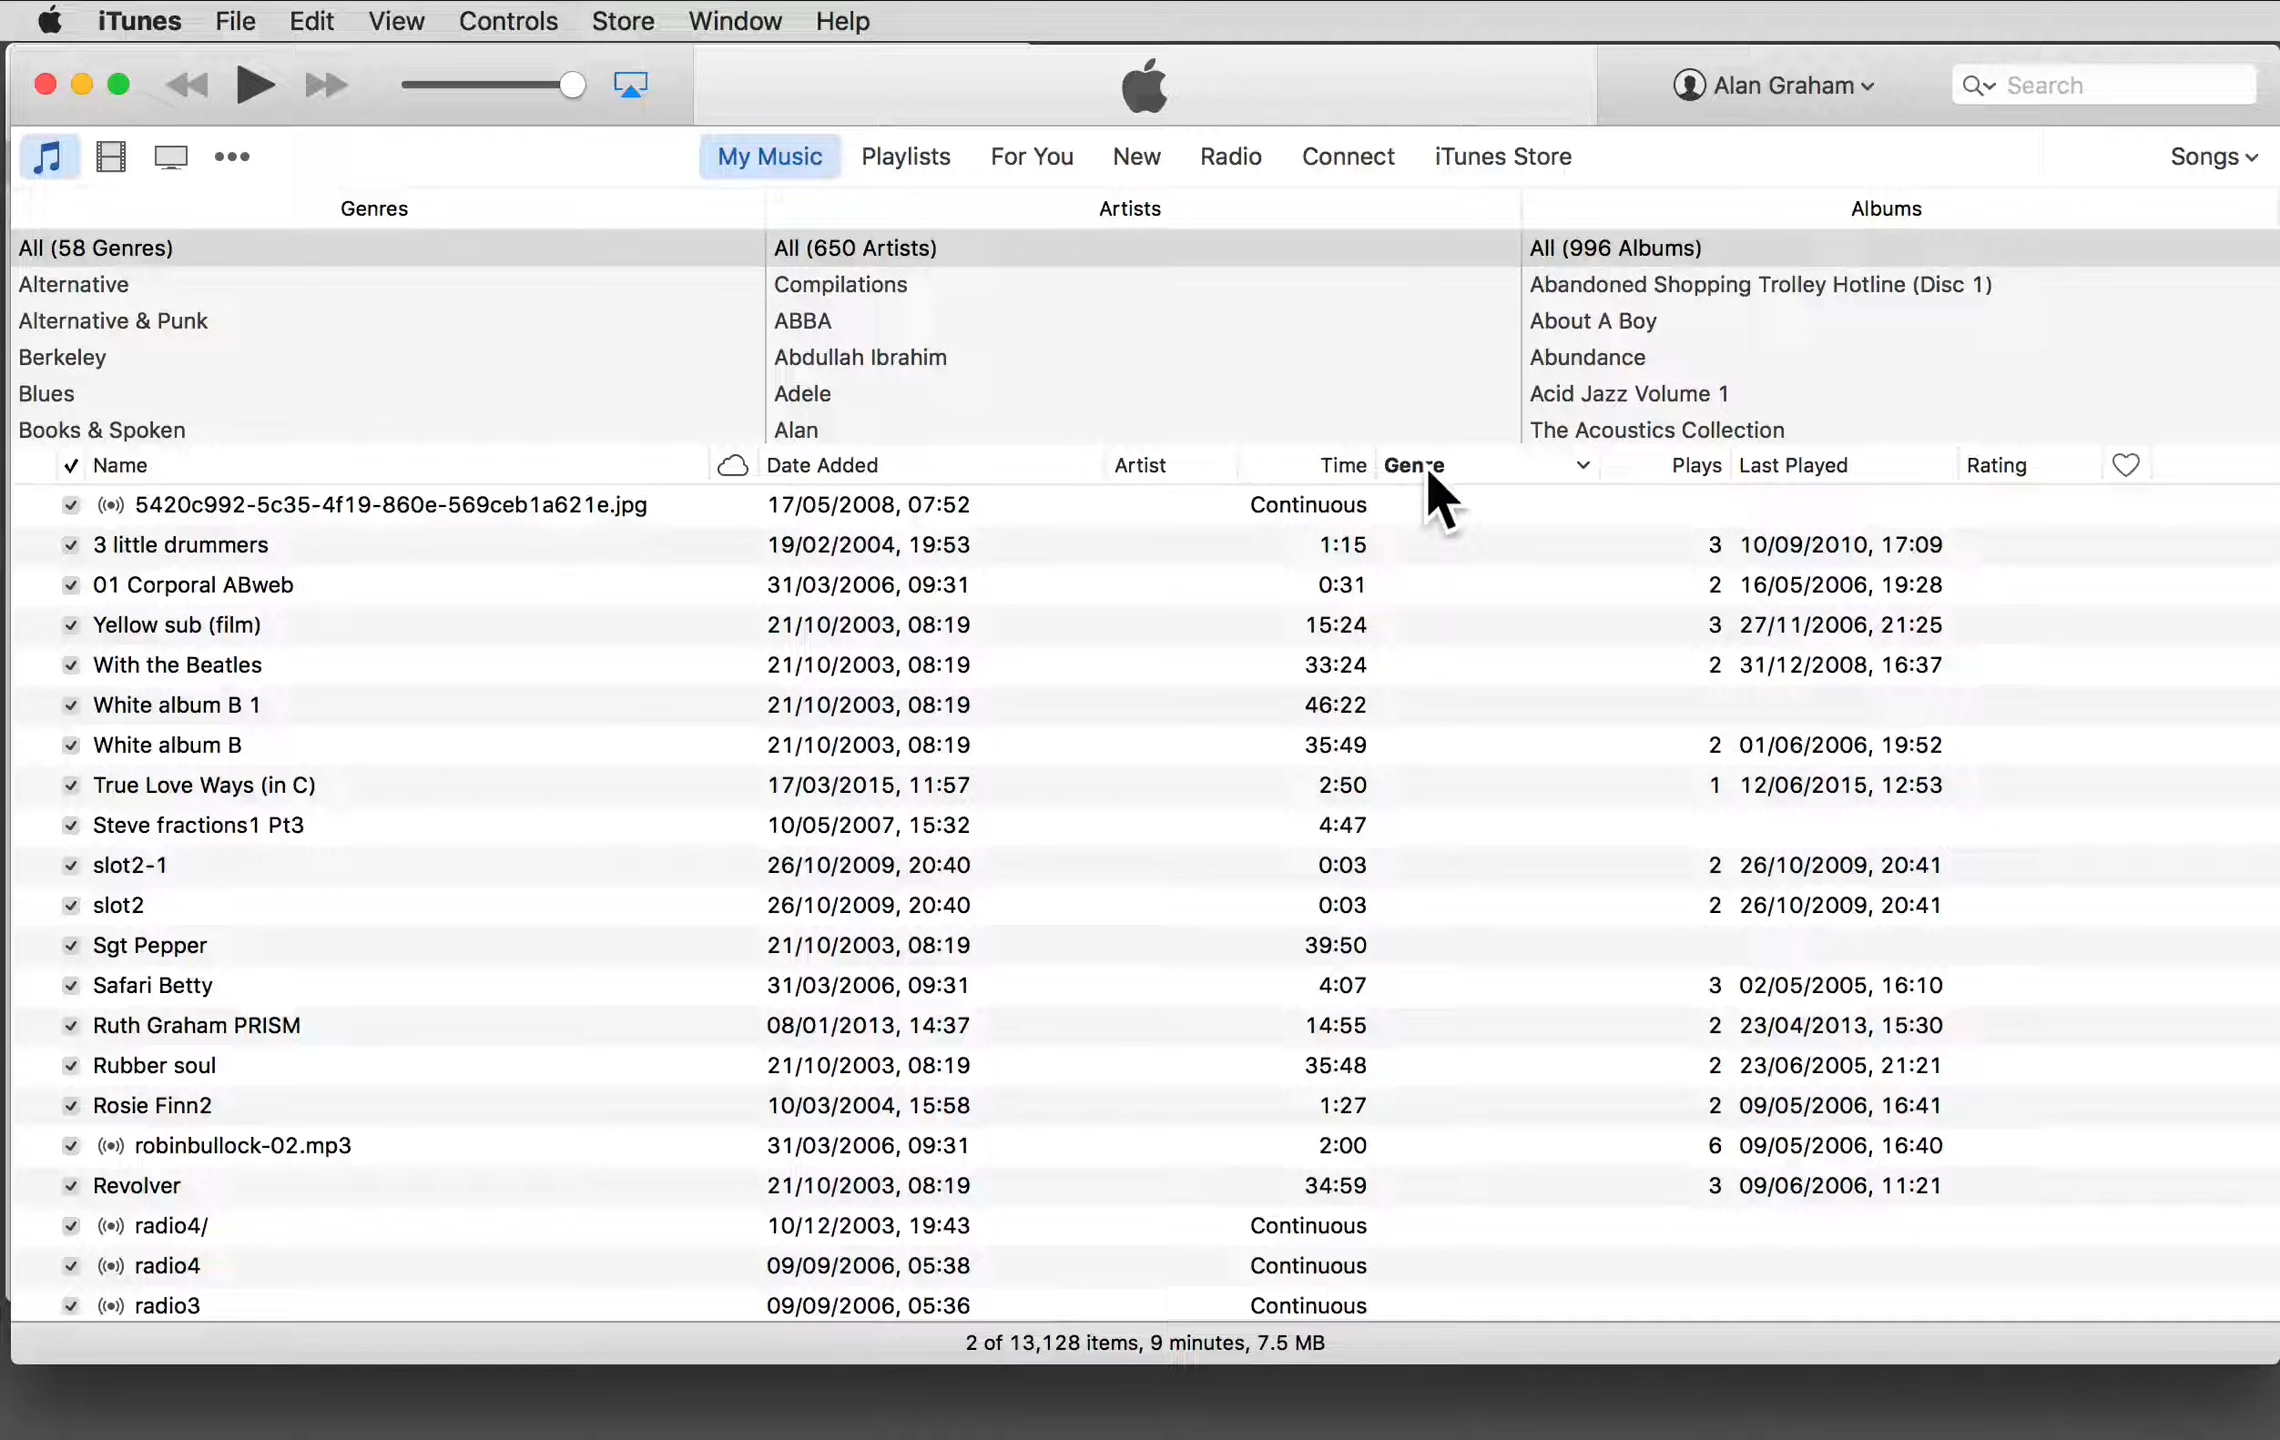 iTunes File Edit View Controls Store Window Help
Alan Graham Search
My Music Playlists For You New Radio Connect iTunes Store Songs
Genres Artists Albums
All (58 Genres) All (650 Artists) All (996 Albums)
Alternative Compilations Abandoned Shopping Trolley Hotline (Disc 1)
Alternative & Punk ABBA About A Boy
Berkeley Abdullah Ibrahim Abundance
Blues Adele Acid Jazz Volume 1
Books & Spoken Alan The Acoustics Collection
Name Date Added Artist Time Genre Plays Last Played Rating
5420c992-5c35-4f19-860e-569ceb1a621e.jpg 17/05/2008, 07:52 Continuous
3 little drummers 19/02/2004, 19:53 1:15 3 10/09/2010, 17:09
01 Corporal ABweb 31/03/2006, 09:31 0:31 2 16/05/2006, 19:28
Yellow sub (film) 21/10/2003, 08:19 15:24 3 27/11/2006, 21:25
With the Beatles 21/10/2003, 08:19 33:24 2 31/12/2008, 16:37
White album B 1 21/10/2003, 08:19 46:22
White album B 21/10/2003, 08:19 35:49 2 01/06/2006, 19:52
True Love Ways (in C) 17/03/2015, 11:57 2:50 1 12/06/2015, 12:53
Steve fractions1 Pt3 10/05/2007, 15:32 4:47
slot2-1 26/10/2009, 20:40 0:03 2 26/10/2009, 20:41
slot2 26/10/2009, 20:40 0:03 2 26/10/2009, 20:41
Sgt Pepper 21/10/2003, 08:19 39:50
Safari Betty 31/03/2006, 09:31 4:07 3 02/05/2005, 16:10
Ruth Graham PRISM 08/01/2013, 14:37 14:55 2 23/04/2013, 15:30
Rubber soul 21/10/2003, 08:19 35:48 2 23/06/2005, 21:21
Rosie Finn2 10/03/2004, 15:58 1:27 2 09/05/2006, 16:41
robinbullock-02.mp3 31/03/2006, 09:31 2:00 6 09/05/2006, 16:40
Revolver 21/10/2003, 08:19 34:59 3 09/06/2006, 11:21
radio4/ 10/12/2003, 19:43 Continuous
radio4 09/09/2006, 05:38 Continuous
radio3 09/09/2006, 05:36 Continuous
2 of 13,128 items, 9 minutes, 7.5 MB